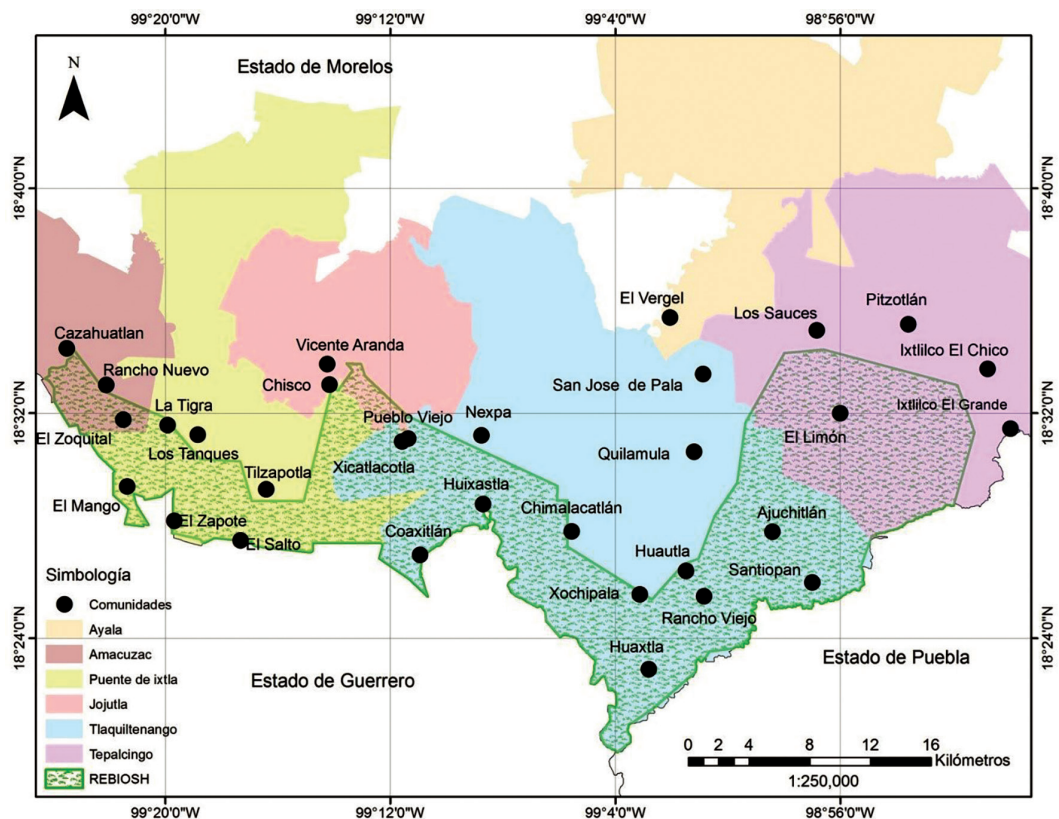 99°20'0"W 99°12'0"W 99°4'0"W 98°56'0"W
N
Estado de Morelos
18°40'0"N 18°40'0"N
El Vergel
Los Sauces
Pitzotlán
Cazahuatlan
Vicente Aranda
Ixtlilco El Chico
Rancho Nuevo
Chisco
San Jose de Pala
La Tigra
Pueblo Viejo
Nexpa
Ixtlilco El Grande
18°32'0"N 18°32'0"N
El Zoquital
El Limón
Los Tanques
Quilamula
Xicatlacotla
Tilzapotla
Huixastla
El Mango
Chimalacatlán
Ajuchitlán
El Zapote
Coaxitlán
El Salto
Huautla
Santiopan
Simbología
Xochipala
Comunidades
Rancho Viejo
Ayala
18°24'0"N 18°24'0"N
Huaxtla
Amacuzac
Estado de Puebla
Puente de ixtla
Estado de Guerrero
Jojutla
Tlaquiltenango
Tepalcingo
0 2 4 8 12 16
Kilómetros
REBIOSH
1:250,000
99°20'0"W 99°12'0"W 99°4'0"W 98°56'0"W